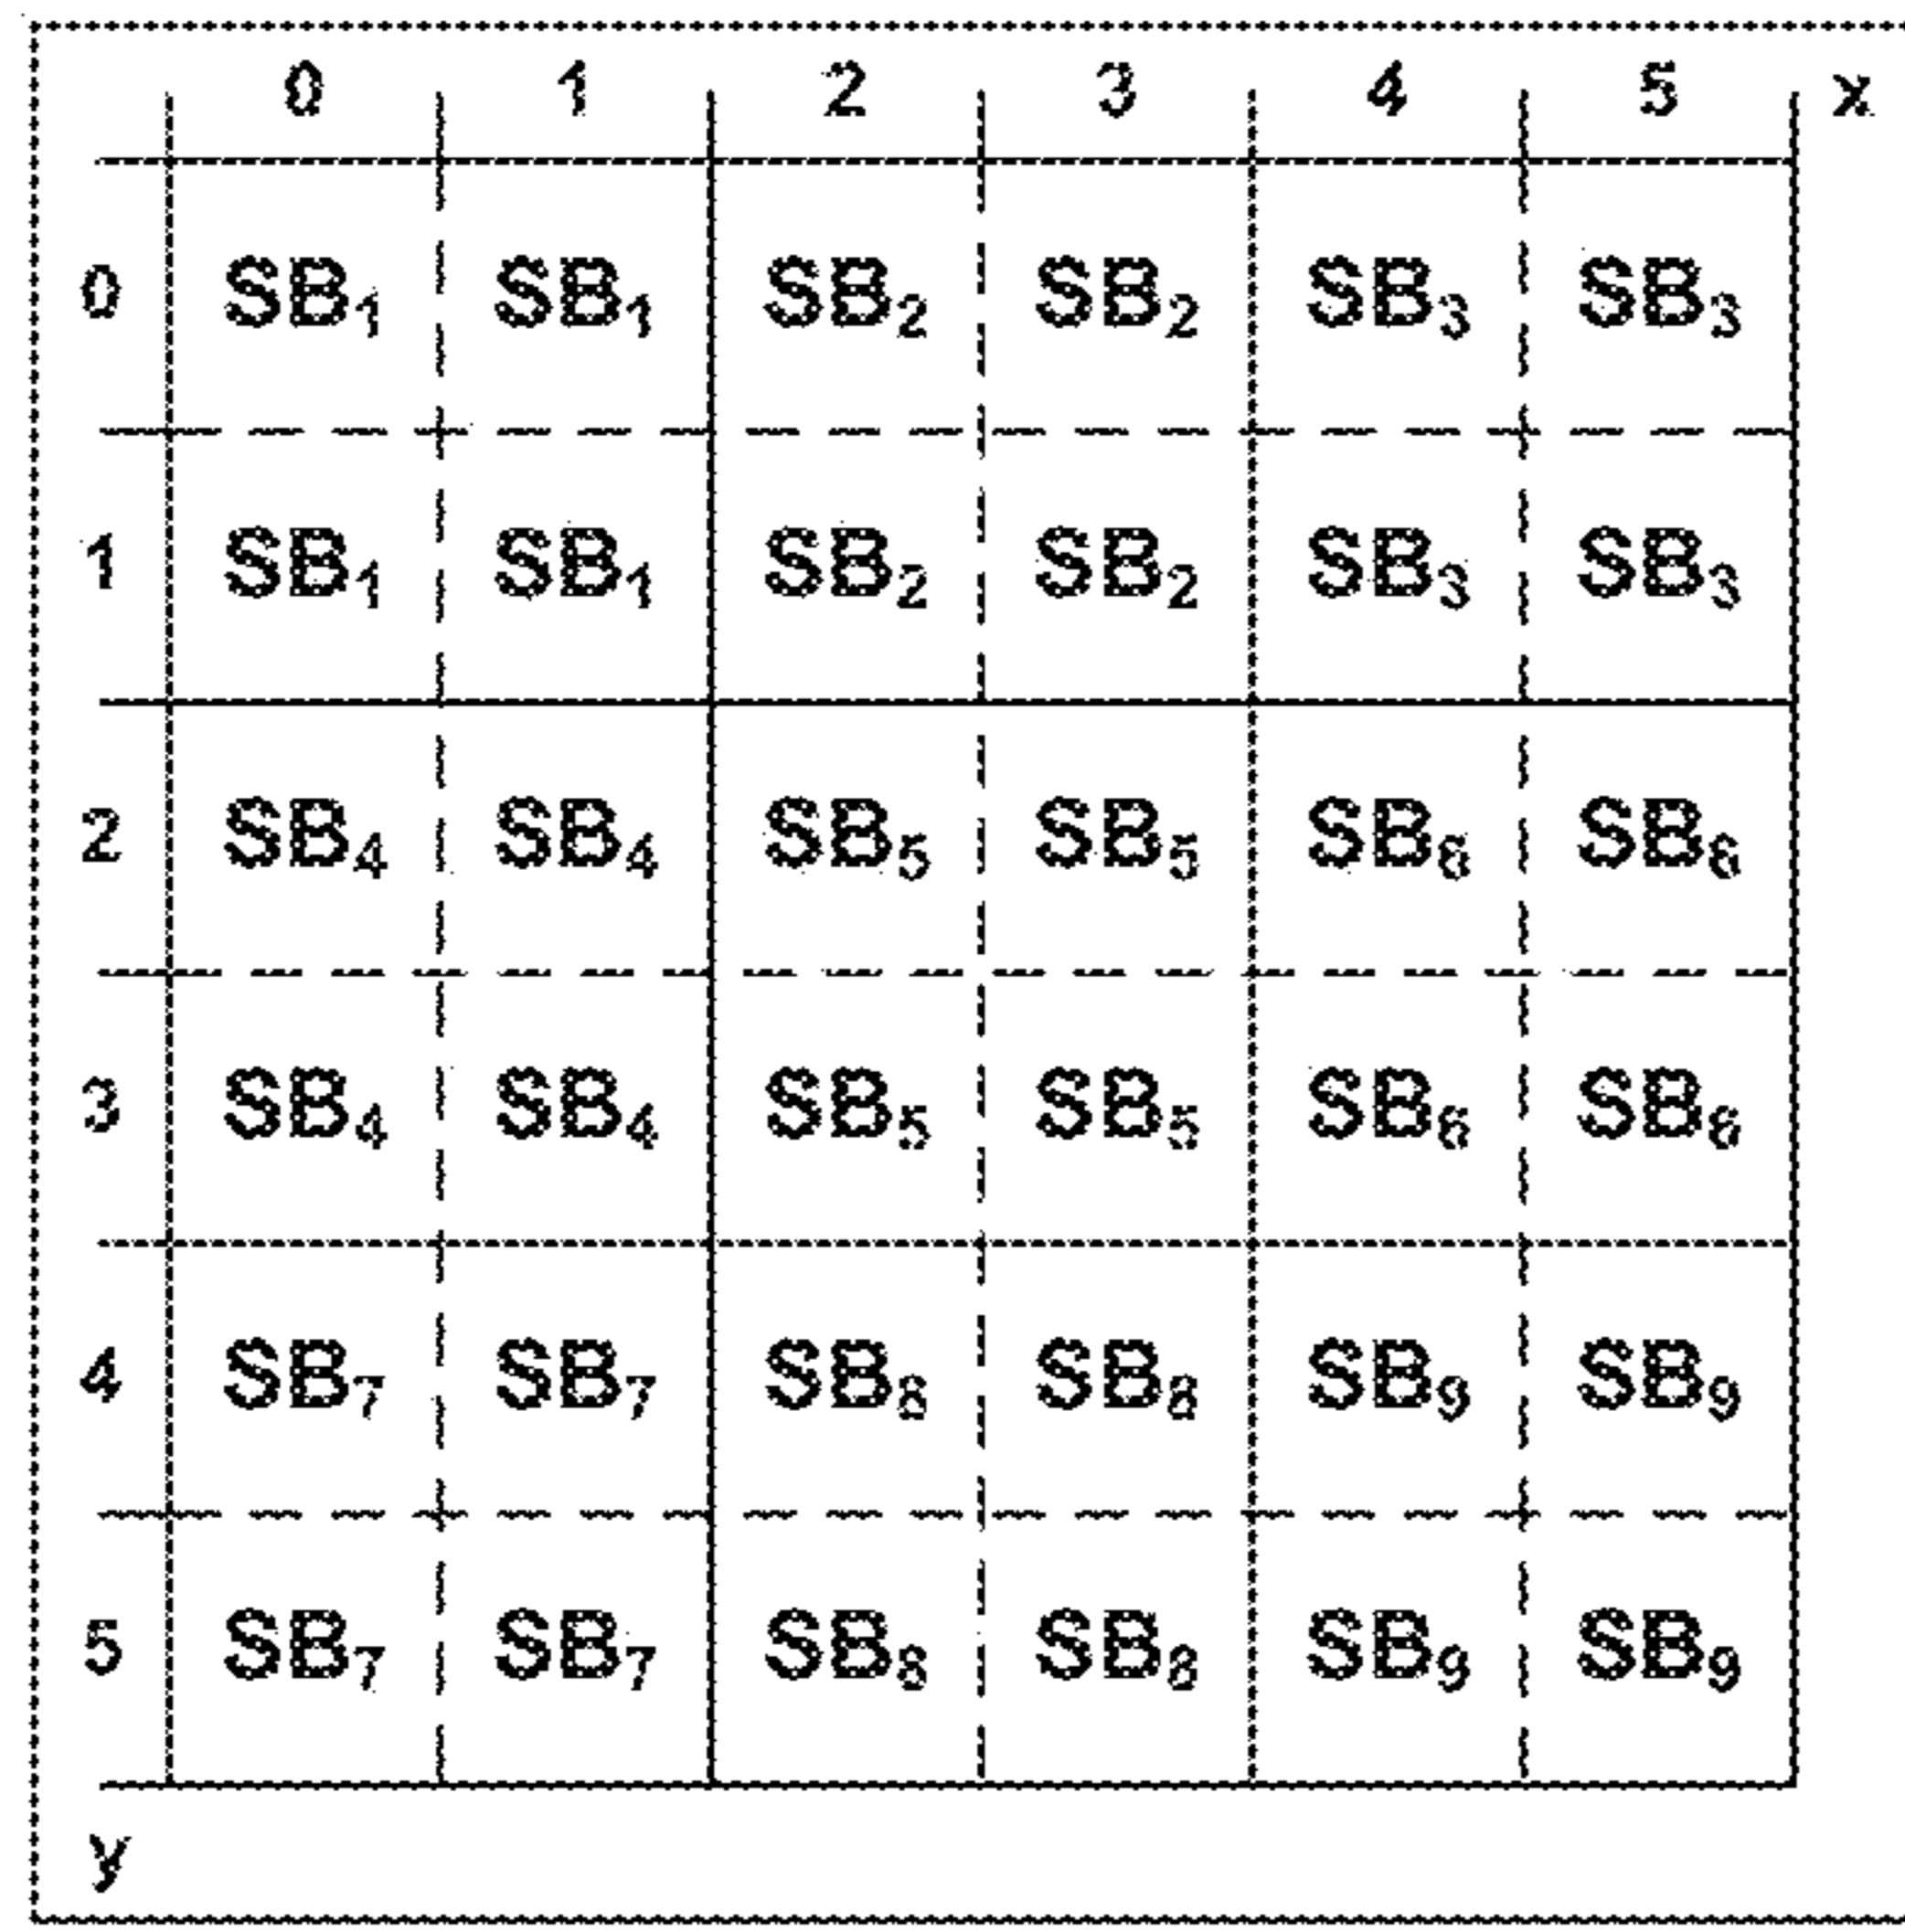 0 1 2 3 4 5 x
0 SB₁ SB₁ SB₂ SB₂ SB₃ SB₃
1 SB₁ SB₁ SB₂ SB₂ SB₃ SB₃
2 SB₄ SB₄ SB₅ SB₅ SB₆ SB₆
3 SB₄ SB₄ SB₅ SB₅ SB₆ SB₆
4 SB₇ SB₇ SB₈ SB₈ SB₉ SB₉
5 SB₇ SB₇ SB₈ SB₈ SB₉ SB₉
y